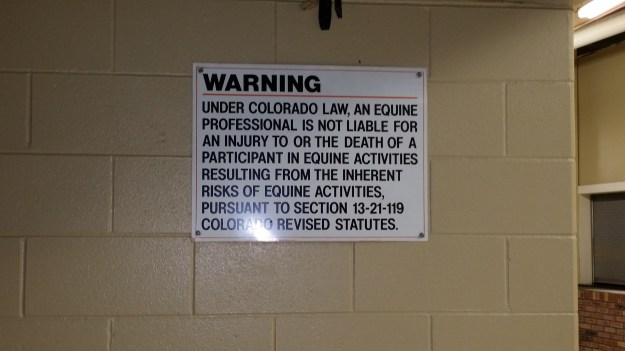 WARNING
UNDER COLORADO LAW, AN EQUINE
PROFESSIONAL IS NOT LIABLE FOR
AN INJURY TO OR THE DEATH OF A
PARTICIPANT IN EQUINE ACTIVITIES
RESULTING FROM THE INHERENT
RISKS OF EQUINE ACTIVITIES,
PURSUANT TO SECTION 13-21-119
COLORADO REVISED STATUTES.